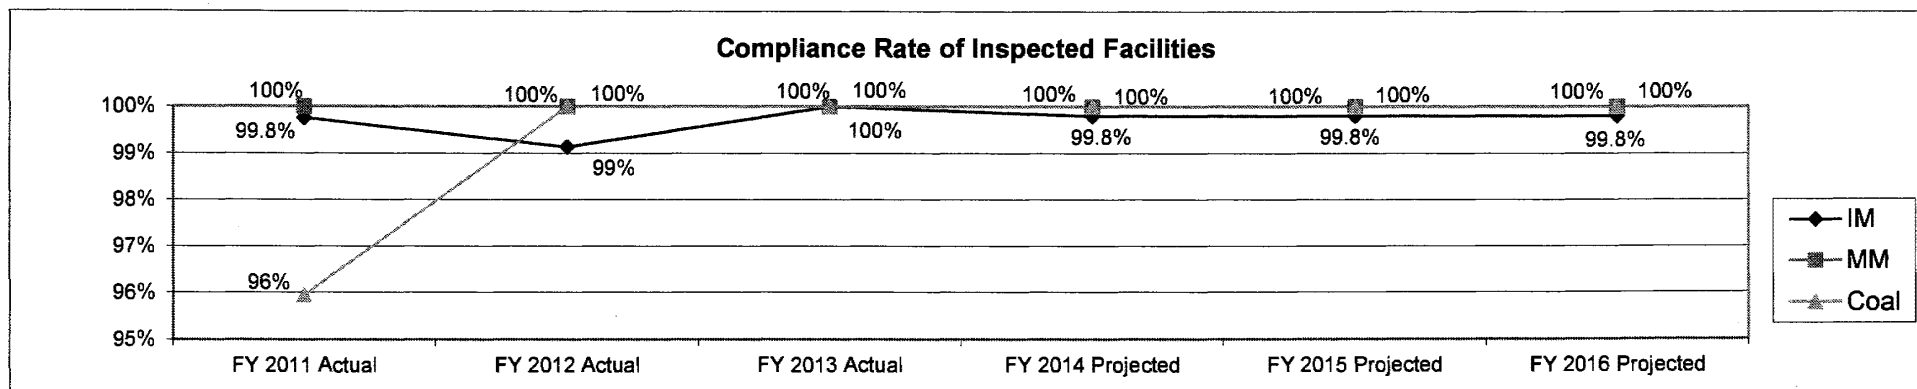 Compliance Rate of Inspected Facilities
100% 100% 100% 100% 100% 100% 100% 100% 100% 100% 100%
100%
99.8% 100% 99.8% 99.8% 99.8%
99%
99%
98%
97%
96%
96%
95%
FY 2011 Actual FY 2012 Actual FY 2013 Actual FY 2014 Projected FY 2015 Projected FY 2016 Projected
IM
MM
Coal